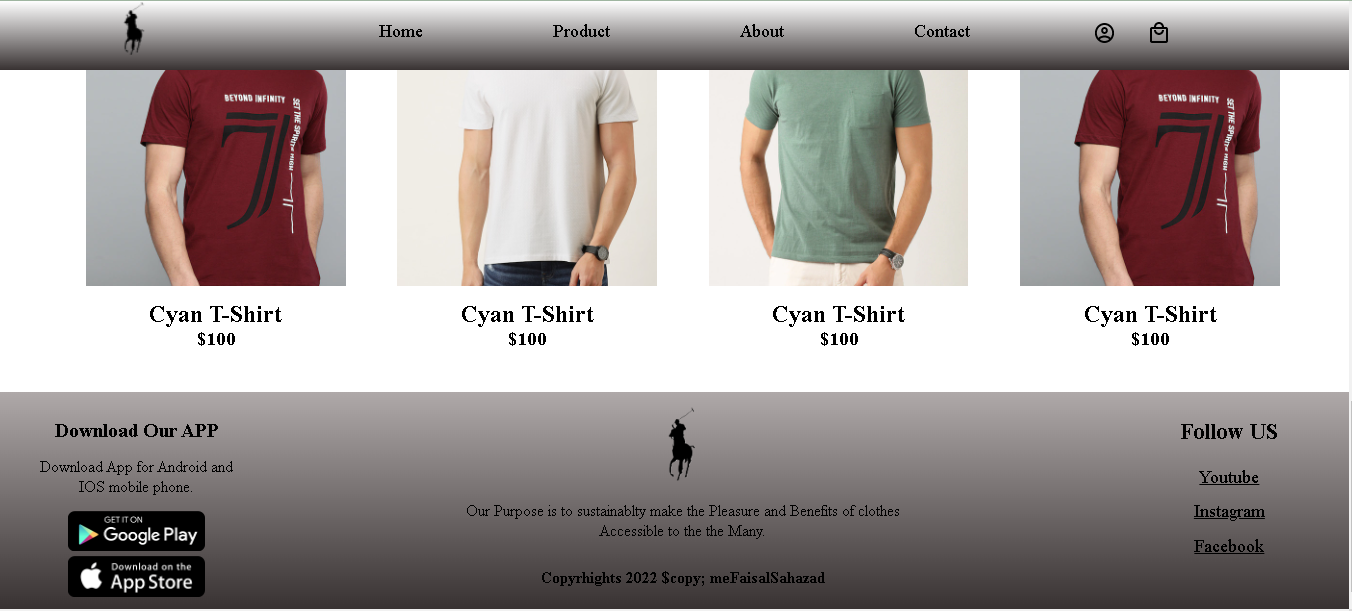 Home Product About Contact
BEYOND INFINITY
SET THE SPIRITS HIGH
BEYOND INFINITY
SET THE SPIRITS HIGH
Cyan T-Shirt
$100
Cyan T-Shirt
$100
Cyan T-Shirt
$100
Cyan T-Shirt
$100
Download Our APP
Download App for Android and
IOS mobile phone.
GET IT ON
Google Play
Download on the
App Store
Our Purpose is to sustainablty make the Pleasure and Benefits of clothes
Accessible to the the Many.
Copyrhights 2022 $copy; meFaisalSahazad
Follow US
Youtube
Instagram
Facebook